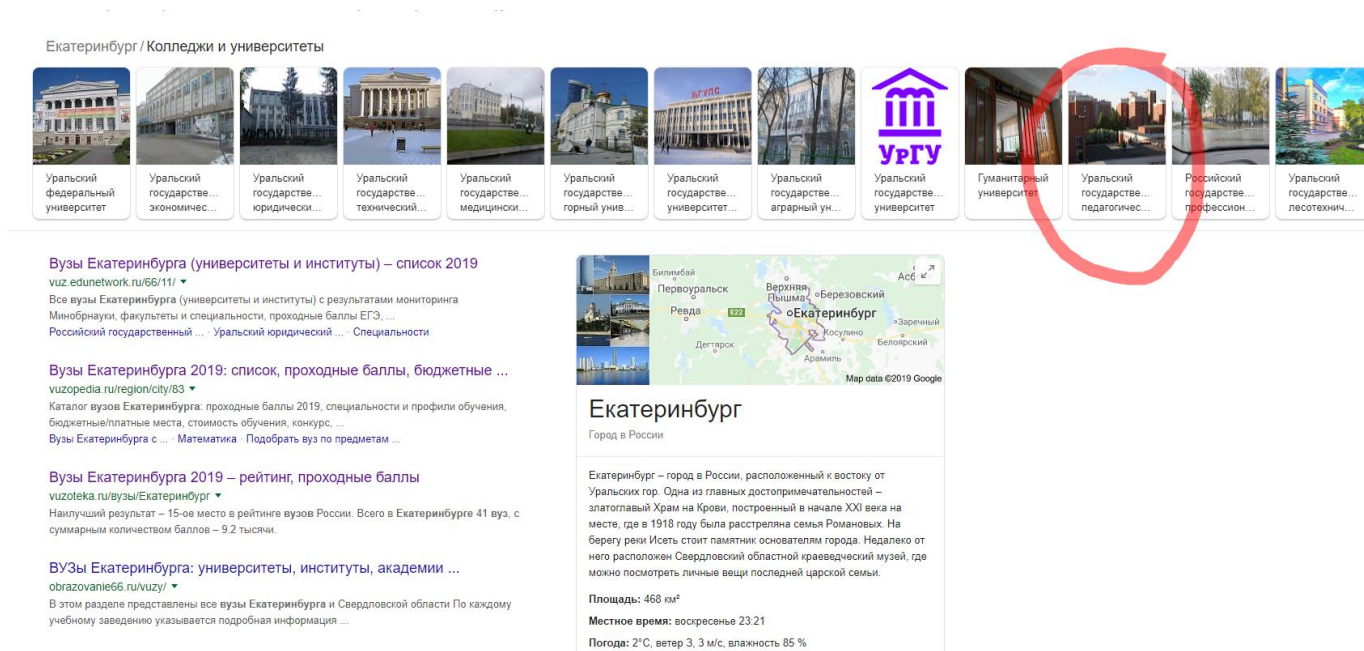 Екатеринбург / Колледжи и университеты
УрГУПС
УрГУ
Уральский
федеральный
университет
Уральский
государстве...
экономичес...
Уральский
государстве...
юридически...
Уральский
государстве...
технический...
Уральский
государстве...
медицински...
Уральский
государстве...
горный унив...
Уральский
государстве...
университет...
Уральский
государстве...
аграрный ун...
Уральский
государстве...
университет
Гуманитарный
университет
Уральский
государстве...
педагогичес...
Российский
государстве...
профессион...
Уральский
государстве...
лесотехнич...
Вузы Екатеринбурга (университеты и институты) – список 2019
vuz.edunetwork.ru/66/11/
Все вузы Екатеринбурга (университеты и институты) с результатами мониторинга
Минобрнауки, факультеты и специальности, проходные баллы ЕГЭ, ...
Российский государственный ... · Уральский юридический ... · Специальности
Вузы Екатеринбурга 2019: список, проходные баллы, бюджетные ...
vuzopedia.ru/region/city/83
Каталог вузов Екатеринбурга: проходные баллы 2019, специальности и профили обучения,
бюджетные/платные места, стоимость обучения, конкурс, ...
Вузы Екатеринбурга с ... · Математика · Подобрать вуз по предметам ...
Вузы Екатеринбурга 2019 – рейтинг, проходные баллы
vuzoteka.ru/вузы/Екатеринбург
Наилучший результат – 15-ое место в рейтинге вузов России. Всего в Екатеринбурге 41 вуз, с
суммарным количеством баллов – 9.2 тысячи.
ВУЗы Екатеринбурга: университеты, институты, академии ...
obrazovanie66.ru/vuzy/
В этом разделе представлены все вузы Екатеринбурга и Свердловской области По каждому
учебному заведению указывается подробная информация ...
Билимбай
Первоуральск
Ревда
E22
Дегтярск
Верхняя
Пышма
Березовский
Екатеринбург
Заречный
Косулино
Белоярский
Арамиль
Map data ©2019 Google
Екатеринбург
Город в России
Екатеринбург – город в России, расположенный к востоку от
Уральских гор. Одна из главных достопримечательностей –
златоглавый Храм на Крови, построенный в начале XXI века на
месте, где в 1918 году была расстреляна семья Романовых. На
берегу реки Исеть стоит памятник основателям города. Недалеко от
него расположен Свердловский областной краеведческий музей, где
можно посмотреть личные вещи последней царской семьи.
Площадь: 468 км²
Местное время: воскресенье 23:21
Погода: 2°C, ветер З, 3 м/с, влажность 85 %